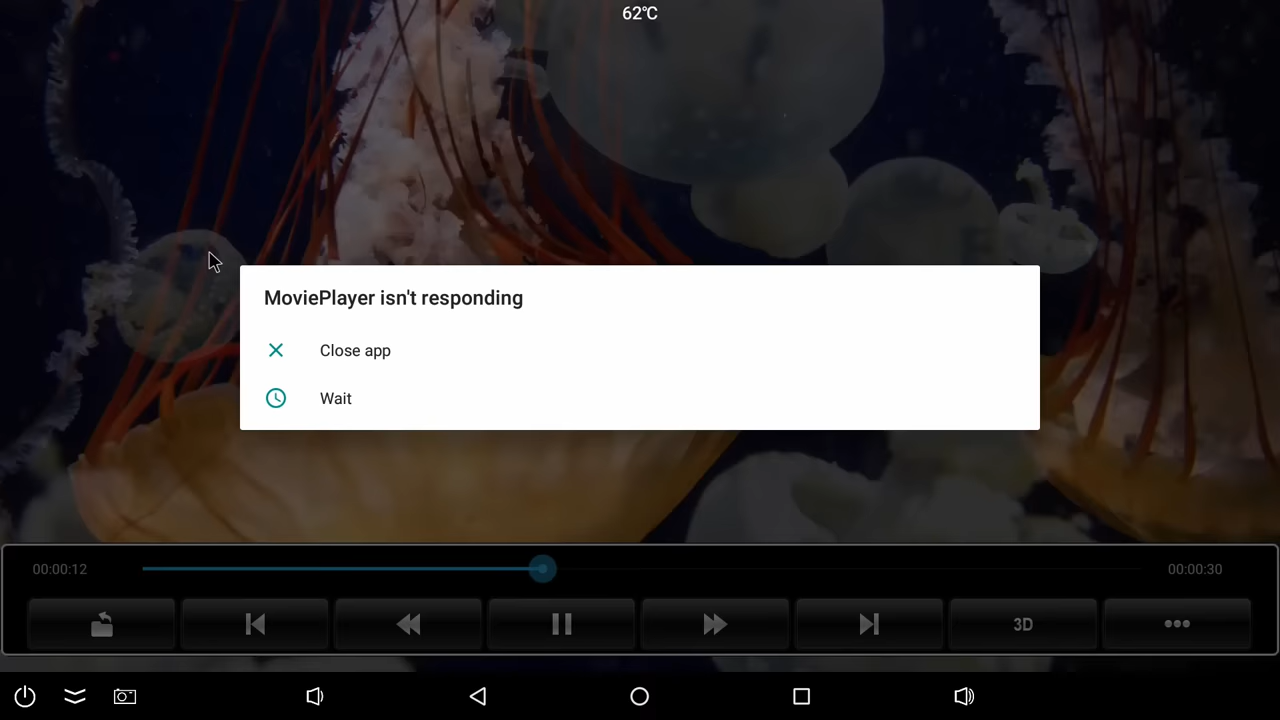 62℃
MoviePlayer isn't responding
Close app
Wait
00:00:12
00:00:30
3D